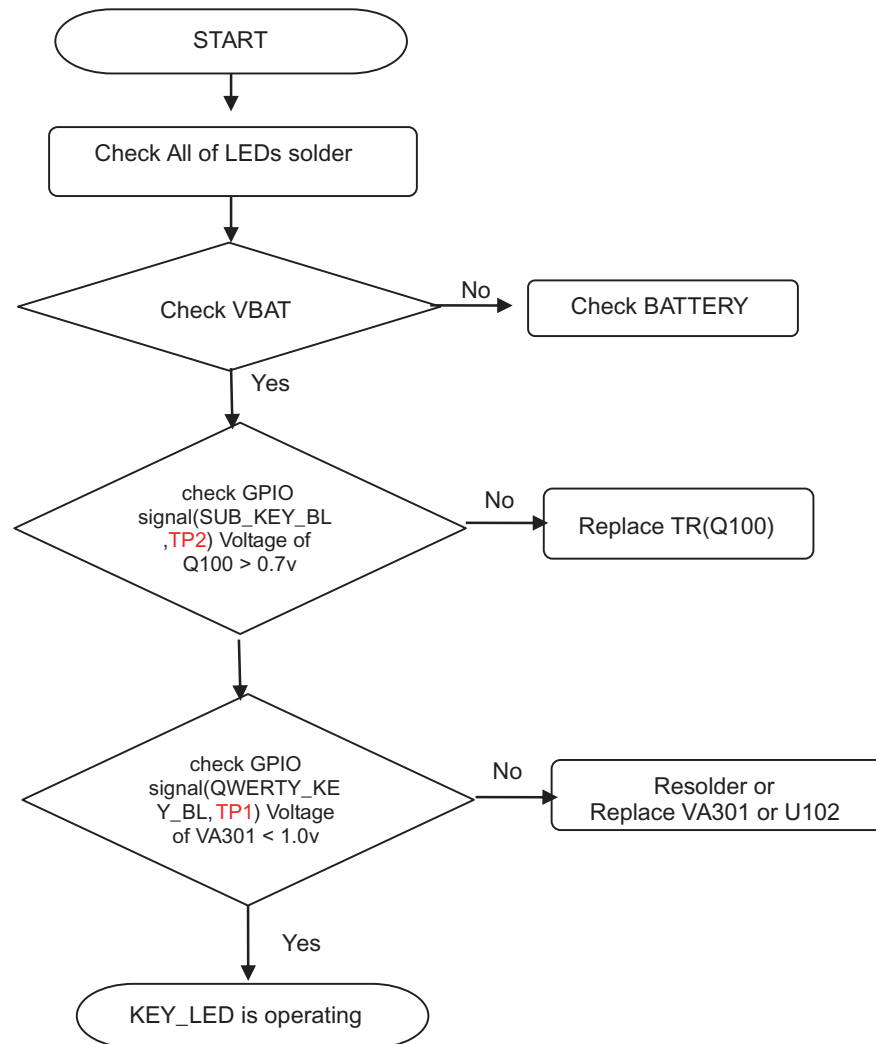 START
Check All of LEDs solder
Check VBAT
No
Check BATTERY
Yes
check GPIO
signal(SUB_KEY_BL
,TP2) Voltage of
Q100 > 0.7v
No
Replace TR(Q100)
check GPIO
signal(QWERTY_KE
Y_BL,TP1) Voltage
of VA301 < 1.0v
No
Resolder or
Replace VA301 or U102
Yes
KEY_LED is operating